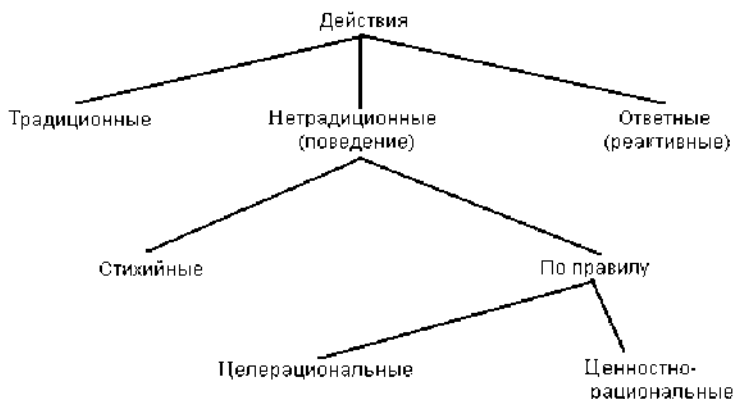 Действия
Традиционные
Нетрадиционные
(поведение)
Ответные
(реактивные)
Стихийные
По правилу
Целерациональные
Ценностно-
рациональные